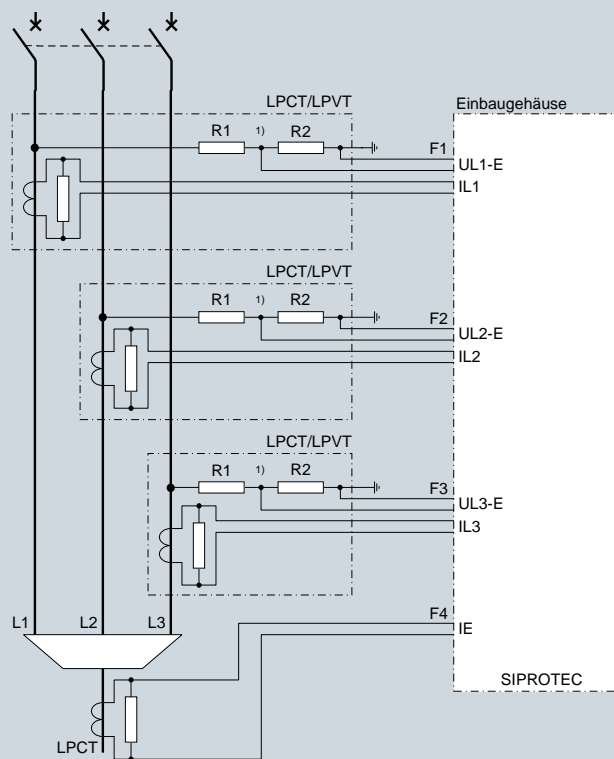 LPCT/LPVT
Einbaugehäuse
R1 1) R2
F1
UL1-E
IL1
LPCT/LPVT
R1 1) R2
F2
UL2-E
IL2
LPCT/LPVT
R1 1) R2
F3
UL3-E
IL3
L1 L2 L3
F4
IE
SIPROTEC
LPCT